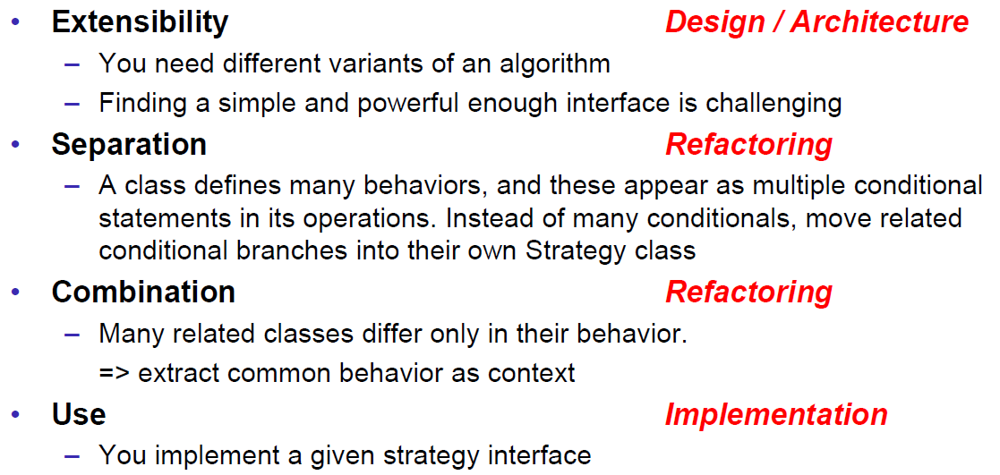 • Extensibility Design / Architecture
– You need different variants of an algorithm
– Finding a simple and powerful enough interface is challenging
• Separation Refactoring
– A class defines many behaviors, and these appear as multiple conditional
statements in its operations. Instead of many conditionals, move related
conditional branches into their own Strategy class
• Combination Refactoring
– Many related classes differ only in their behavior.
=> extract common behavior as context
• Use Implementation
– You implement a given strategy interface